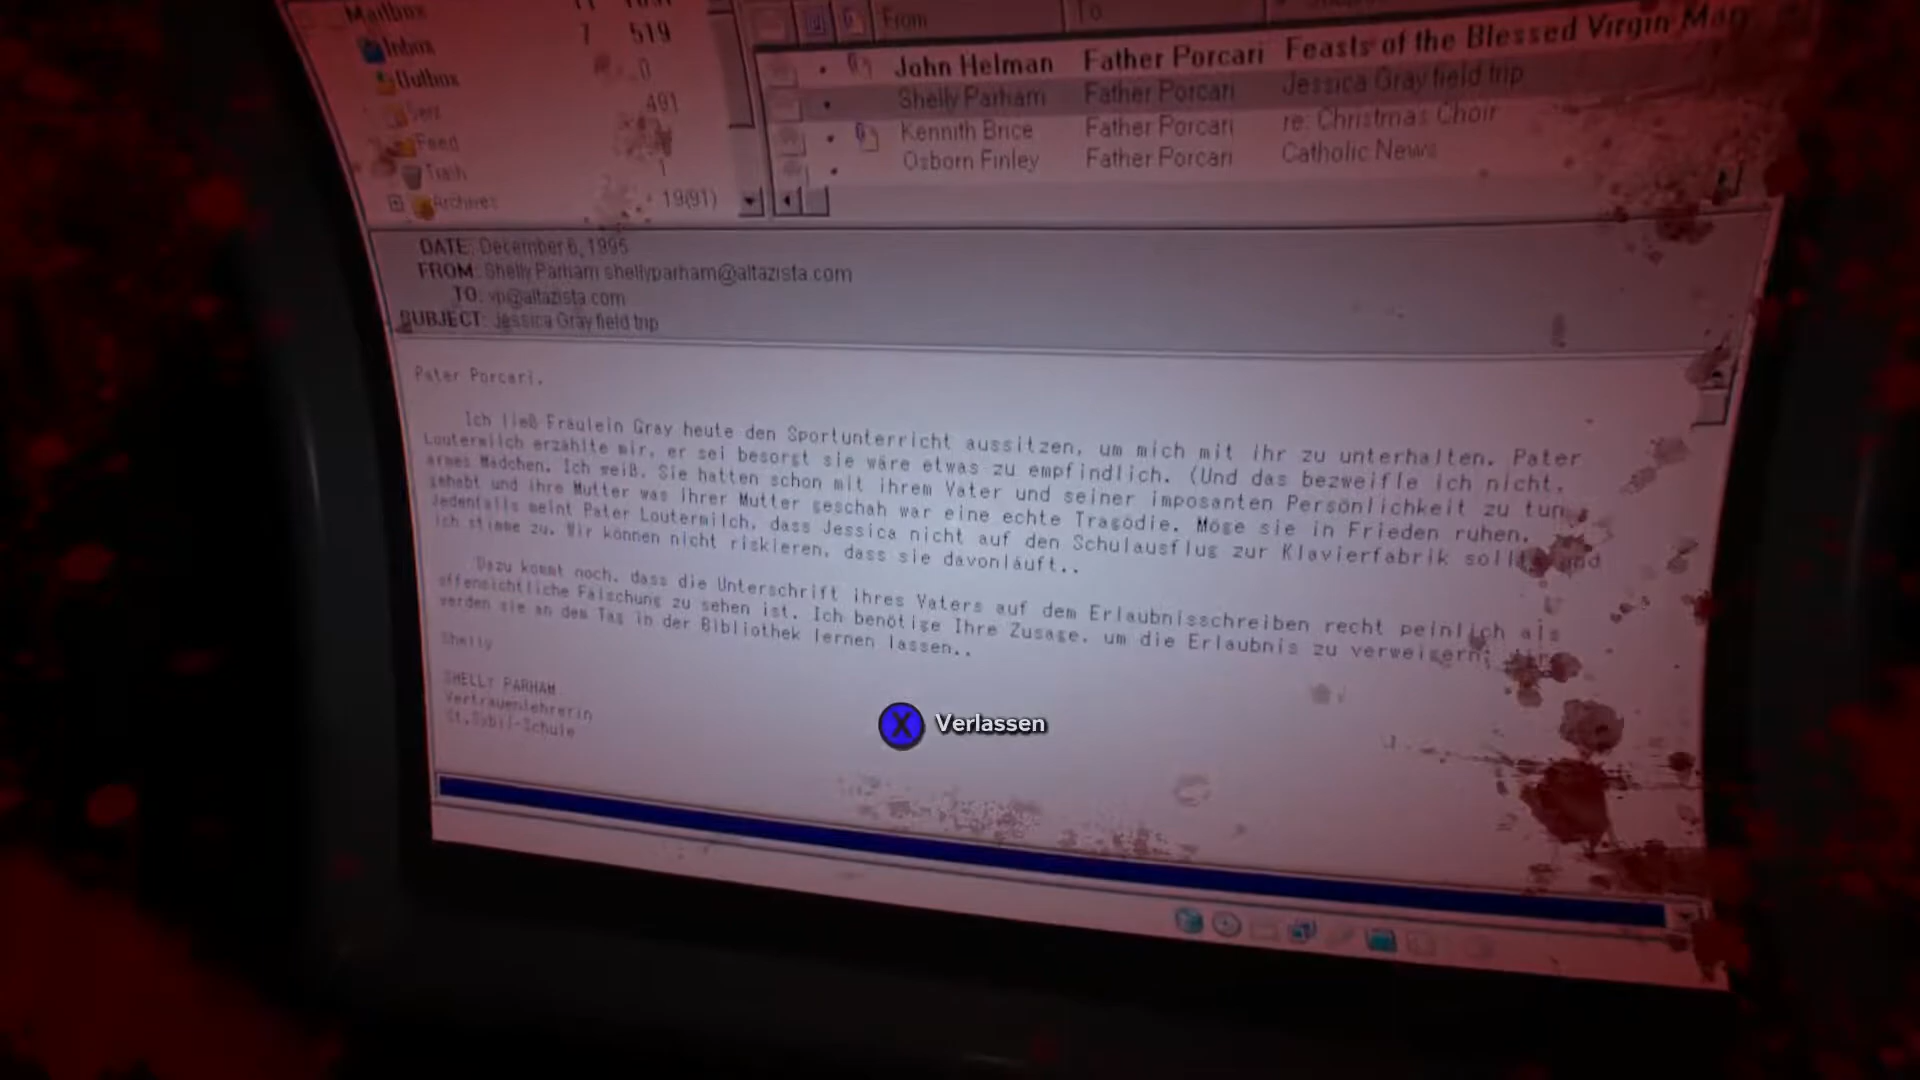 Mailbox
Inbox 7 519
Outbox 0
Sent 491
Feed
Trash 1
Archives 19(91)
From To
John Helman Father Porcari Feasts of the Blessed Virgin Mary
Shelly Parham Father Porcari Jessica Gray field trip
Kennith Brice Father Porcari re: Christmas Choir
Osborn Finley Father Porcari Catholic News
DATE: December 6, 1995
FROM: Shelly Parham shellyparham@altazista.com
TO: vp@altazista.com
SUBJECT: Jessica Gray field trip
Pater Porcari,
Ich ließ Fräulein Gray heute den Sportunterricht aussitzen, um mich mit ihr zu unterhalten. Pater
Loutermilch erzählte mir, er sei besorgt sie wäre etwas zu empfindlich. (Und das bezweifle ich nicht,
armes Mädchen. Ich weiß, Sie hatten schon mit ihrem Vater und seiner imposanten Persönlichkeit zu tun
gehabt und ihre Mutter was ihrer Mutter geschah war eine echte Tragödie. Möge sie in Frieden ruhen.
Jedenfalls meint Pater Loutermilch, dass Jessica nicht auf den Schulausflug zur Klavierfabrik sollte und
ich stimme zu. Wir können nicht riskieren, dass sie davonläuft..
Dazu kommt noch, dass die Unterschrift ihres Vaters auf dem Erlaubnisschreiben recht peinlich als
offensichtliche Fälschung zu sehen ist. Ich benötige Ihre Zusage, um die Erlaubnis zu verweigern; wir
werden sie an dem Tag in der Bibliothek lernen lassen..
Shelly
SHELLY PARHAM
Vertrauenlehrerin
St.Sybil-Schule
X Verlassen